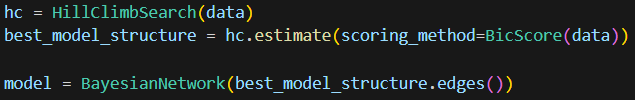 hc = HillClimbSearch(data)
best_model_structure = hc.estimate(scoring_method=BicScore(data))
model = BayesianNetwork(best_model_structure.edges())